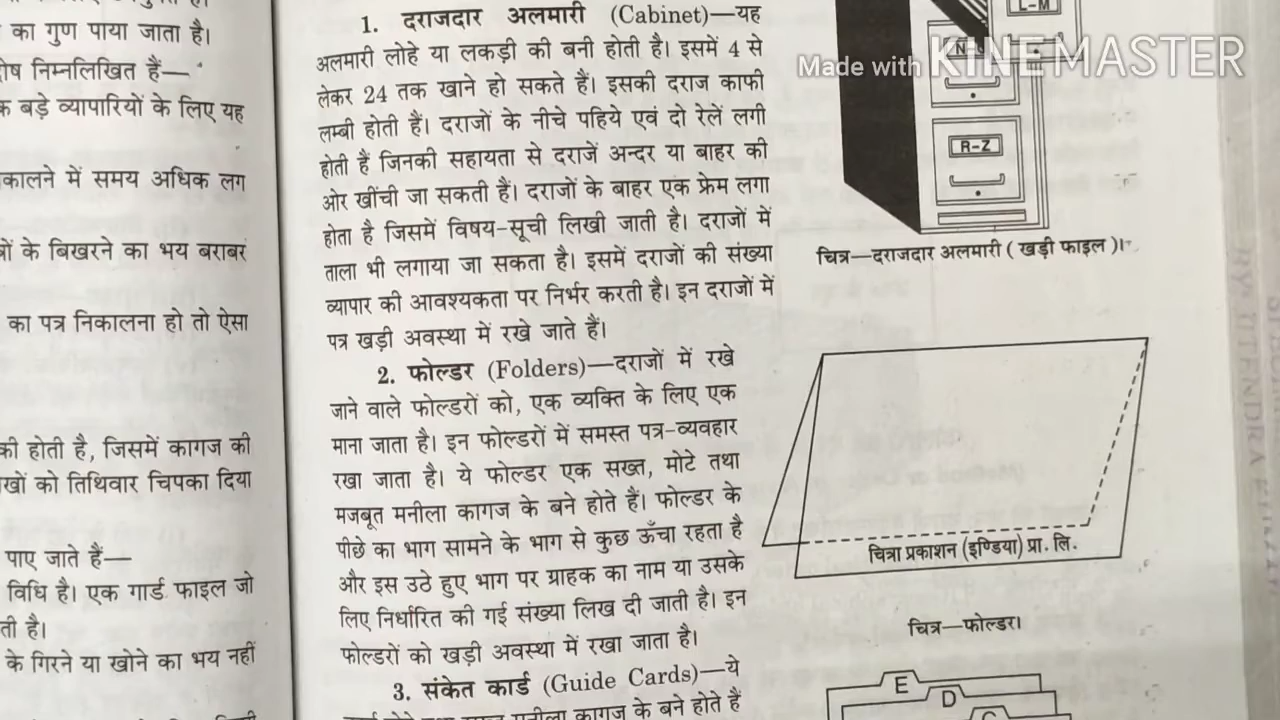 का गुण पाया जाता है।
निम्नलिखित हैं—
बड़े व्यापारियों के लिए यह
में समय अधिक लग
के बिखरने का भय बराबर
का पत्र निकालना हो तो ऐसा
की होती है, जिसमें कागज की
को तिथिवार चिपका दिया
पाए जाते हैं—
विधि है। एक गार्ड फाइल जो
ती है।
के गिरने या खोने का भय नहीं
1. दराजदार अलमारी (Cabinet)—यह
अलमारी लोहे या लकड़ी की बनी होती है। इसमें 4 से
लेकर 24 तक खाने हो सकते हैं। इसकी दराज काफी
लम्बी होती हैं। दराजों के नीचे पहिये एवं दो रेलें लगी
होती हैं जिनकी सहायता से दराजें अन्दर या बाहर की
ओर खींची जा सकती हैं। दराजों के बाहर एक फ्रेम लगा
होता है जिसमें विषय-सूची लिखी जाती है। दराजों में
ताला भी लगाया जा सकता है। इसमें दराजों की संख्या
व्यापार की आवश्यकता पर निर्भर करती है। इन दराजों में
पत्र खड़ी अवस्था में रखे जाते हैं।
2. फोल्डर (Folders)—दराजों में रखे
जाने वाले फोल्डरों को, एक व्यक्ति के लिए एक
माना जाता है। इन फोल्डरों में समस्त पत्र-व्यवहार
रखा जाता है। ये फोल्डर एक सख्त, मोटे तथा
मजबूत मनीला कागज के बने होते हैं। फोल्डर के
पीछे का भाग सामने के भाग से कुछ ऊँचा रहता है
और इस उठे हुए भाग पर ग्राहक का नाम या उसके
लिए निर्धारित की गई संख्या लिख दी जाती है। इन
फोल्डरों को खड़ी अवस्था में रखा जाता है।
3. संकेत कार्ड (Guide Cards)—ये
मनीला कागज के बने होते हैं
L-M
Made with KINEMASTER
R-Z
चित्र—दराजदार अलमारी ( खड़ी फाइल )।
चित्रा प्रकाशन (इण्डिया) प्रा. लि.
चित्र—फोल्डर।
E
D